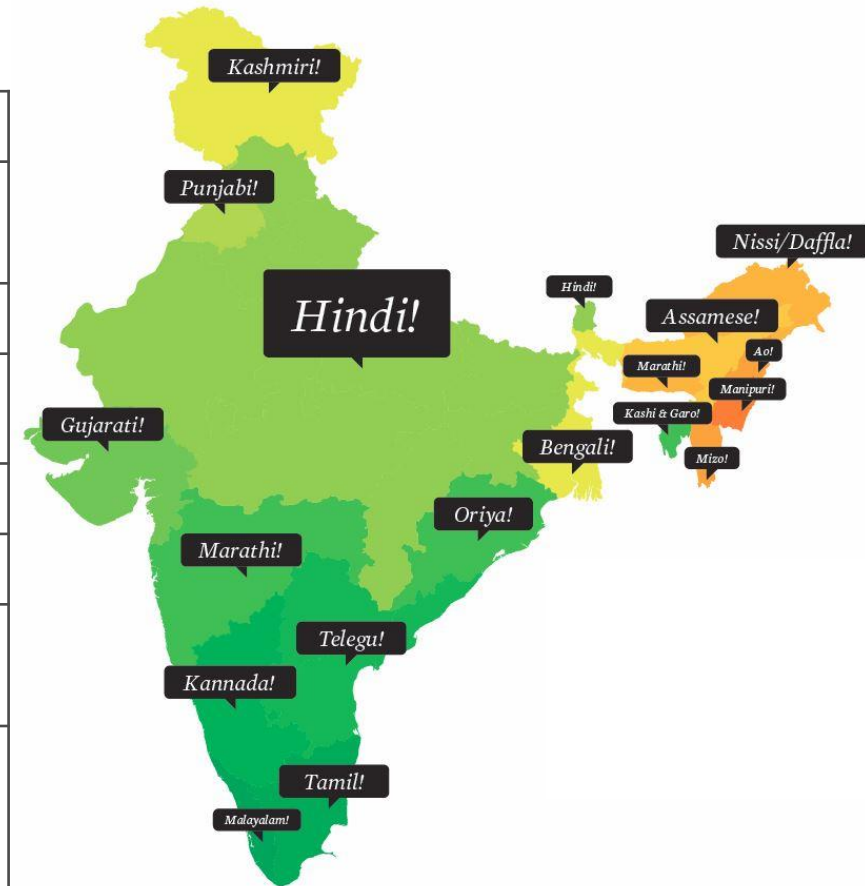 Kashmiri!
Punjabi!
Nissi/Daffla!
Hindi!
Hindi!
Assamese!
Ao!
Marathi!
Manipuri!
Kashi & Garo!
Gujarati!
Bengali!
Mizo!
Oriya!
Marathi!
Telegu!
Kannada!
Tamil!
Malayalam!